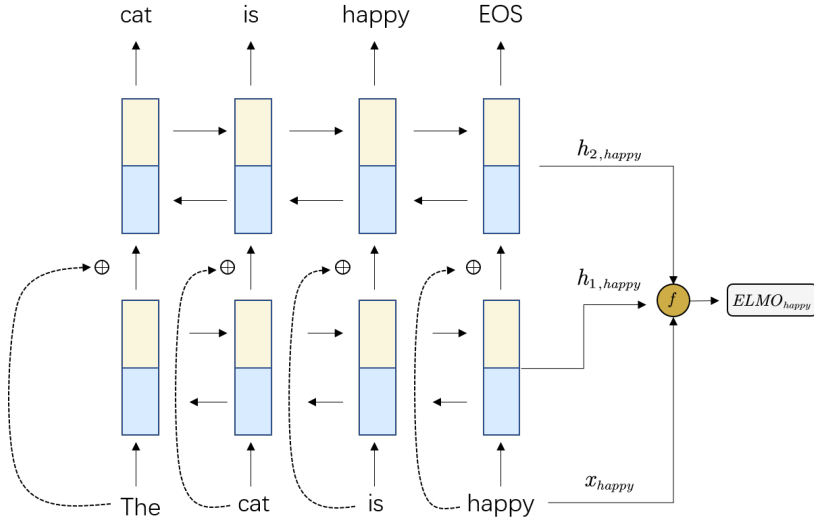 cat is happy EOS
h2,happy
h1,happy
f ELMOhappy
xhappy
The cat is happy